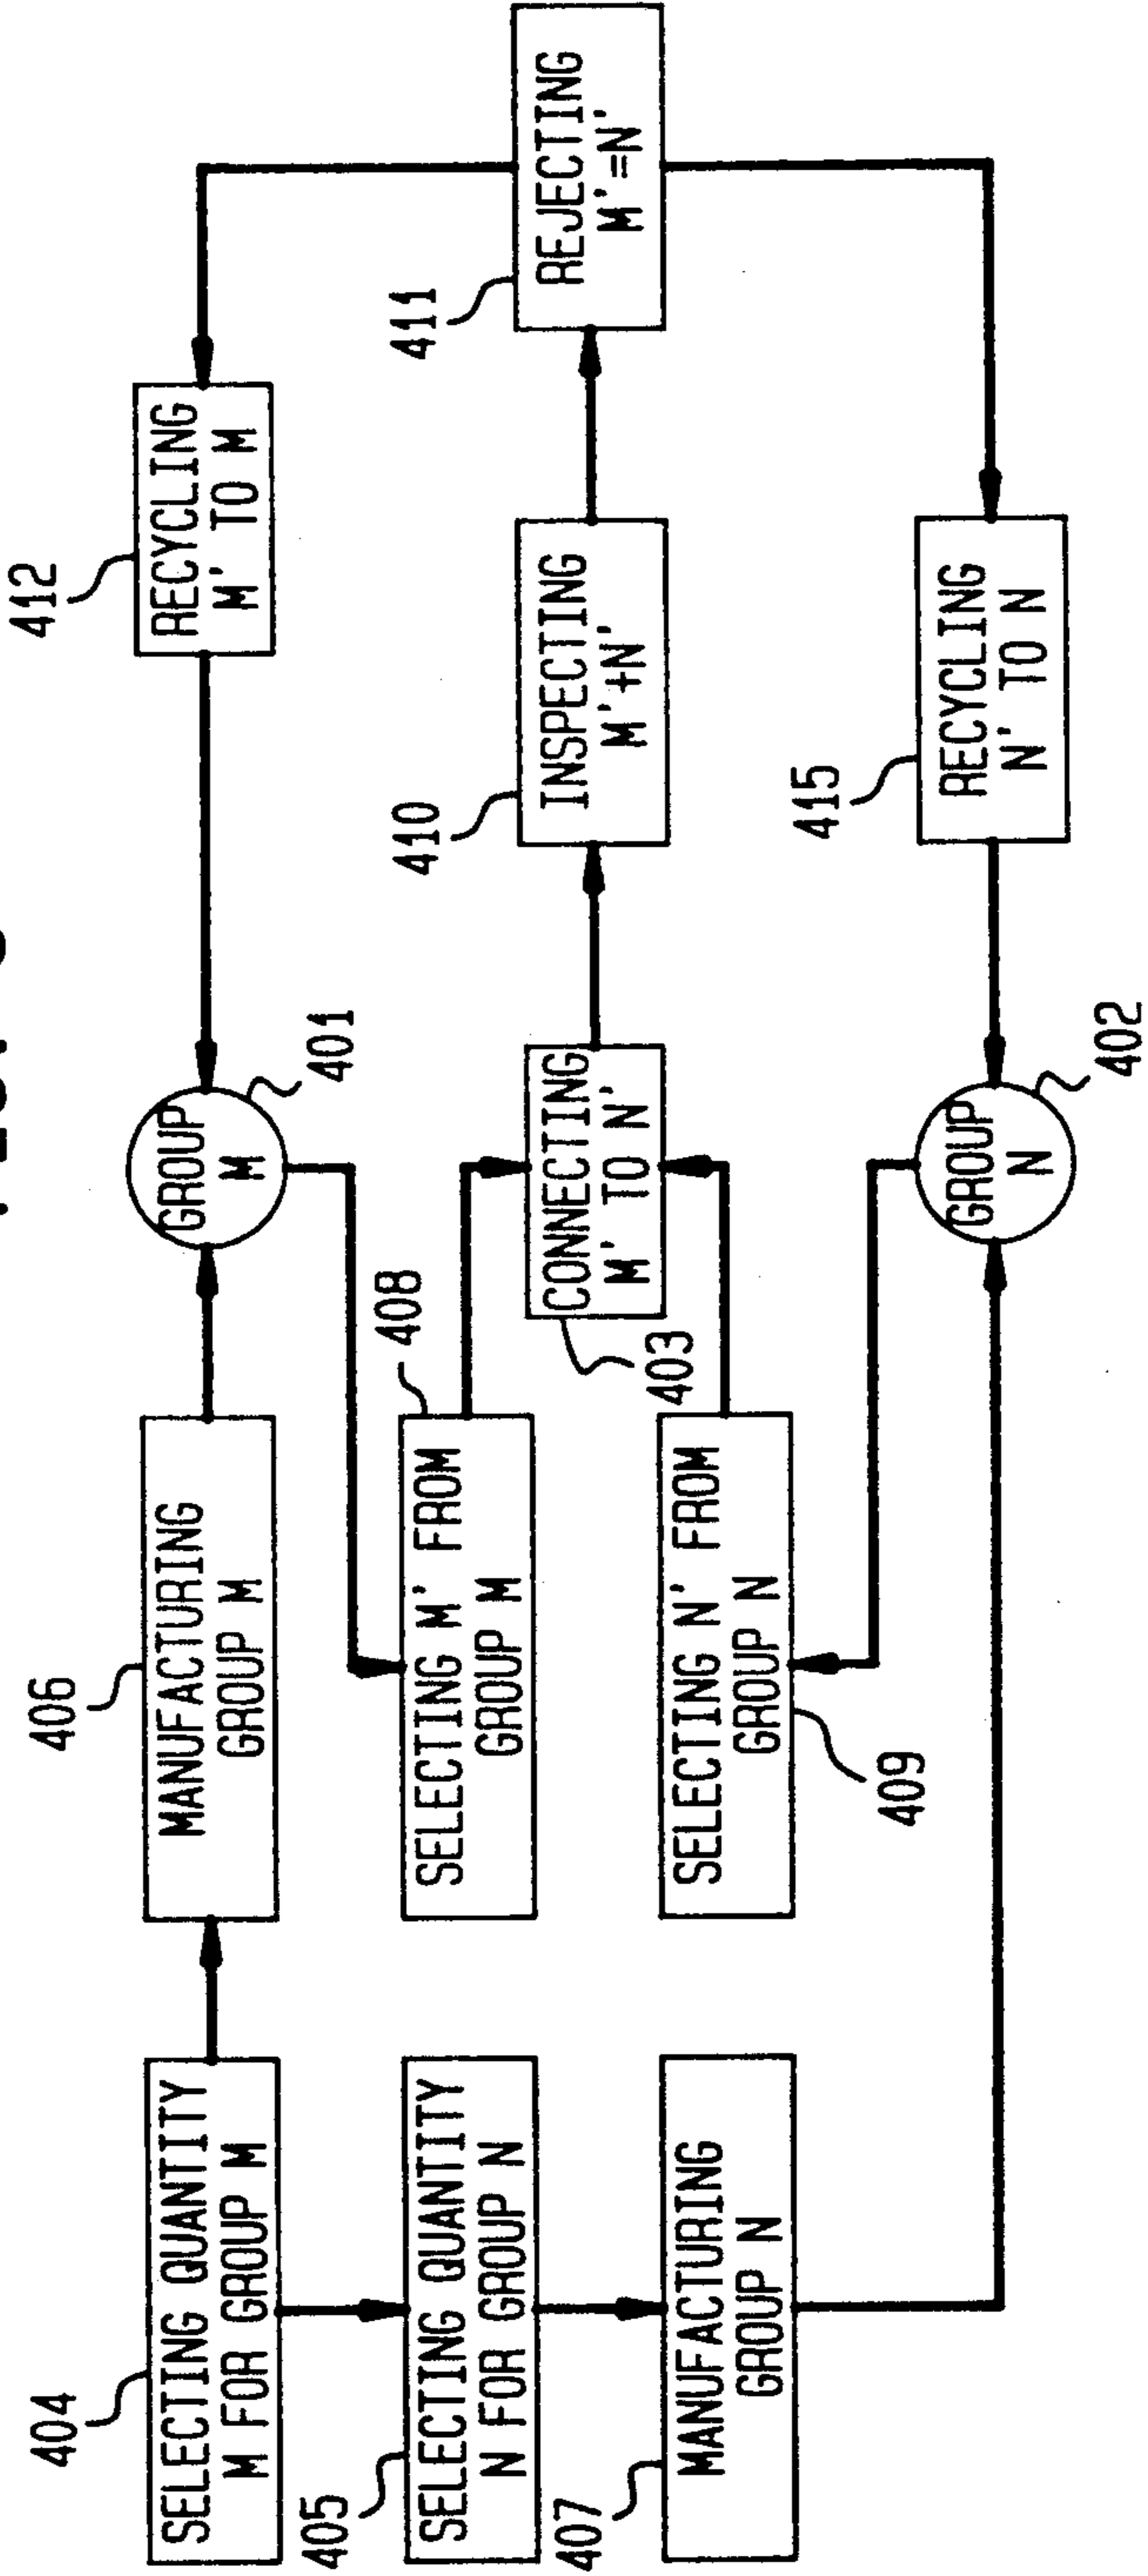 404
SELECTING QUANTITY
M FOR GROUP M
406
MANUFACTURING
GROUP M
GROUP
M
401
412
RECYCLING
M' TO M
405
SELECTING QUANTITY
N FOR GROUP N
408
SELECTING M' FROM
GROUP M
403
CONNECTING
M' TO N'
410
INSPECTING
M'+N'
411
REJECTING
M'=N'
407
MANUFACTURING
GROUP N
409
SELECTING N' FROM
GROUP N
GROUP
N
402
415
RECYCLING
N' TO N